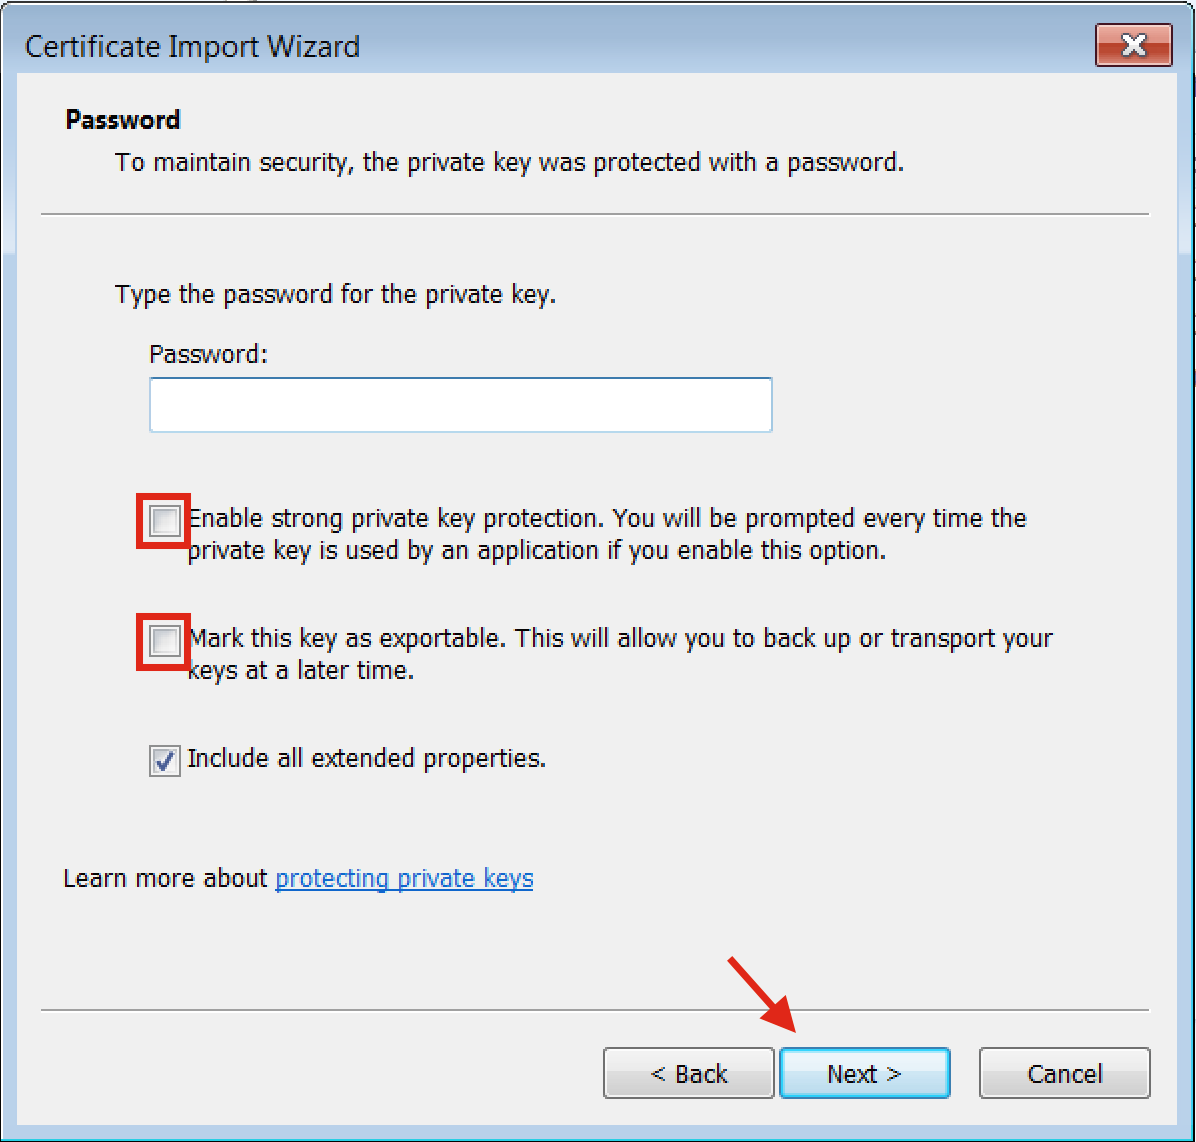 Certificate Import Wizard
Password
To maintain security, the private key was protected with a password.
Type the password for the private key.
Password:
Enable strong private key protection. You will be prompted every time the
private key is used by an application if you enable this option.
Mark this key as exportable. This will allow you to back up or transport your
keys at a later time.
Include all extended properties.
Learn more about protecting private keys
< Back
Next >
Cancel